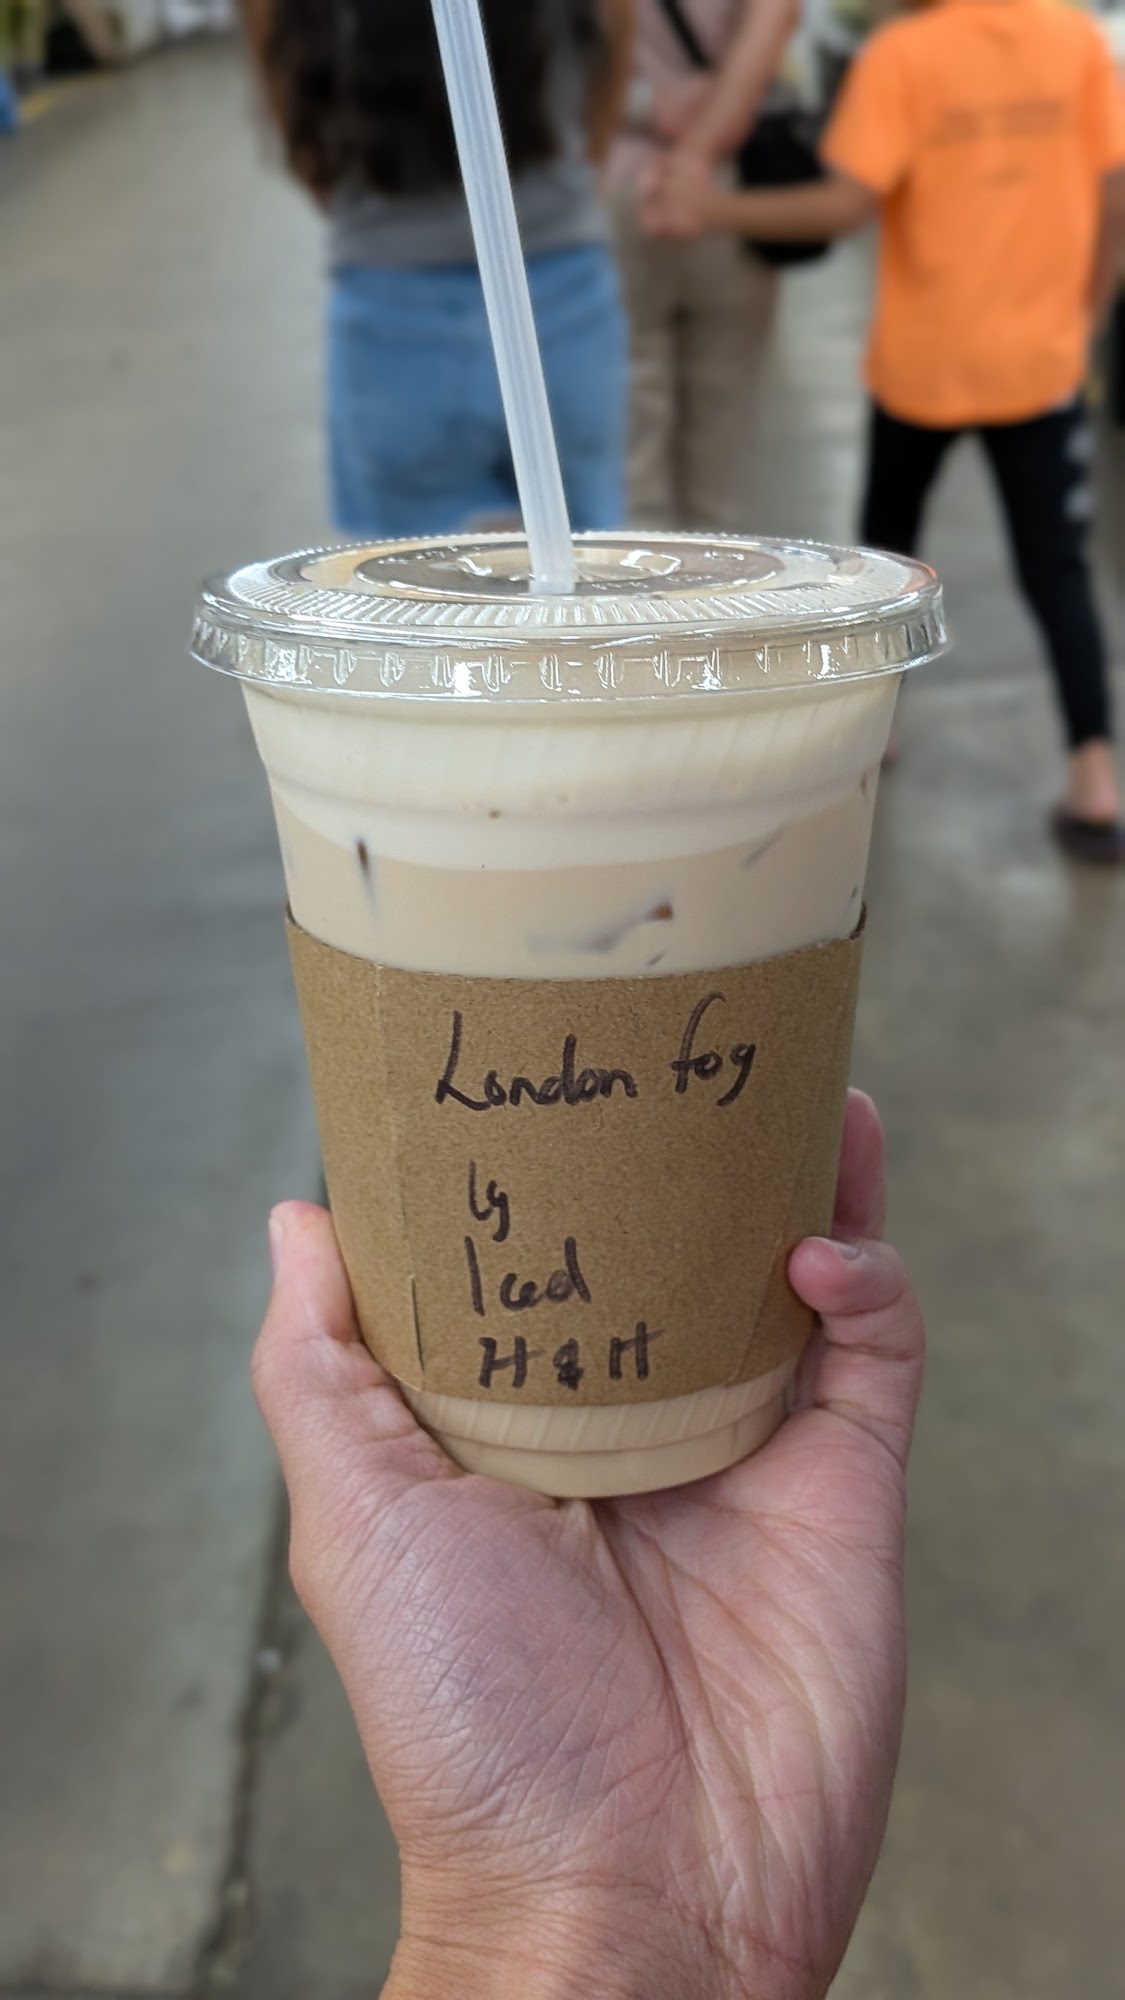 London fog
lg
Iced
H & H